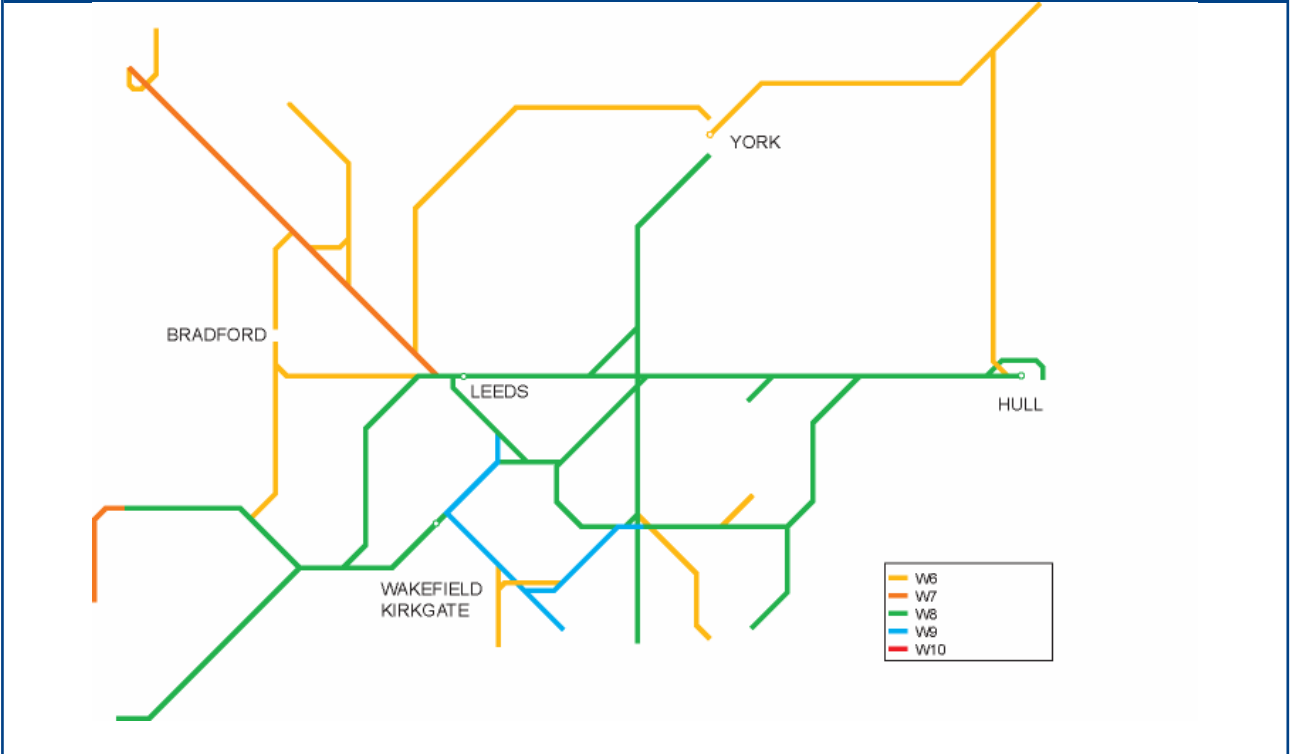 YORK
BRADFORD
LEEDS
HULL
WAKEFIELD
KIRKGATE
W6
W7
W8
W9
W10